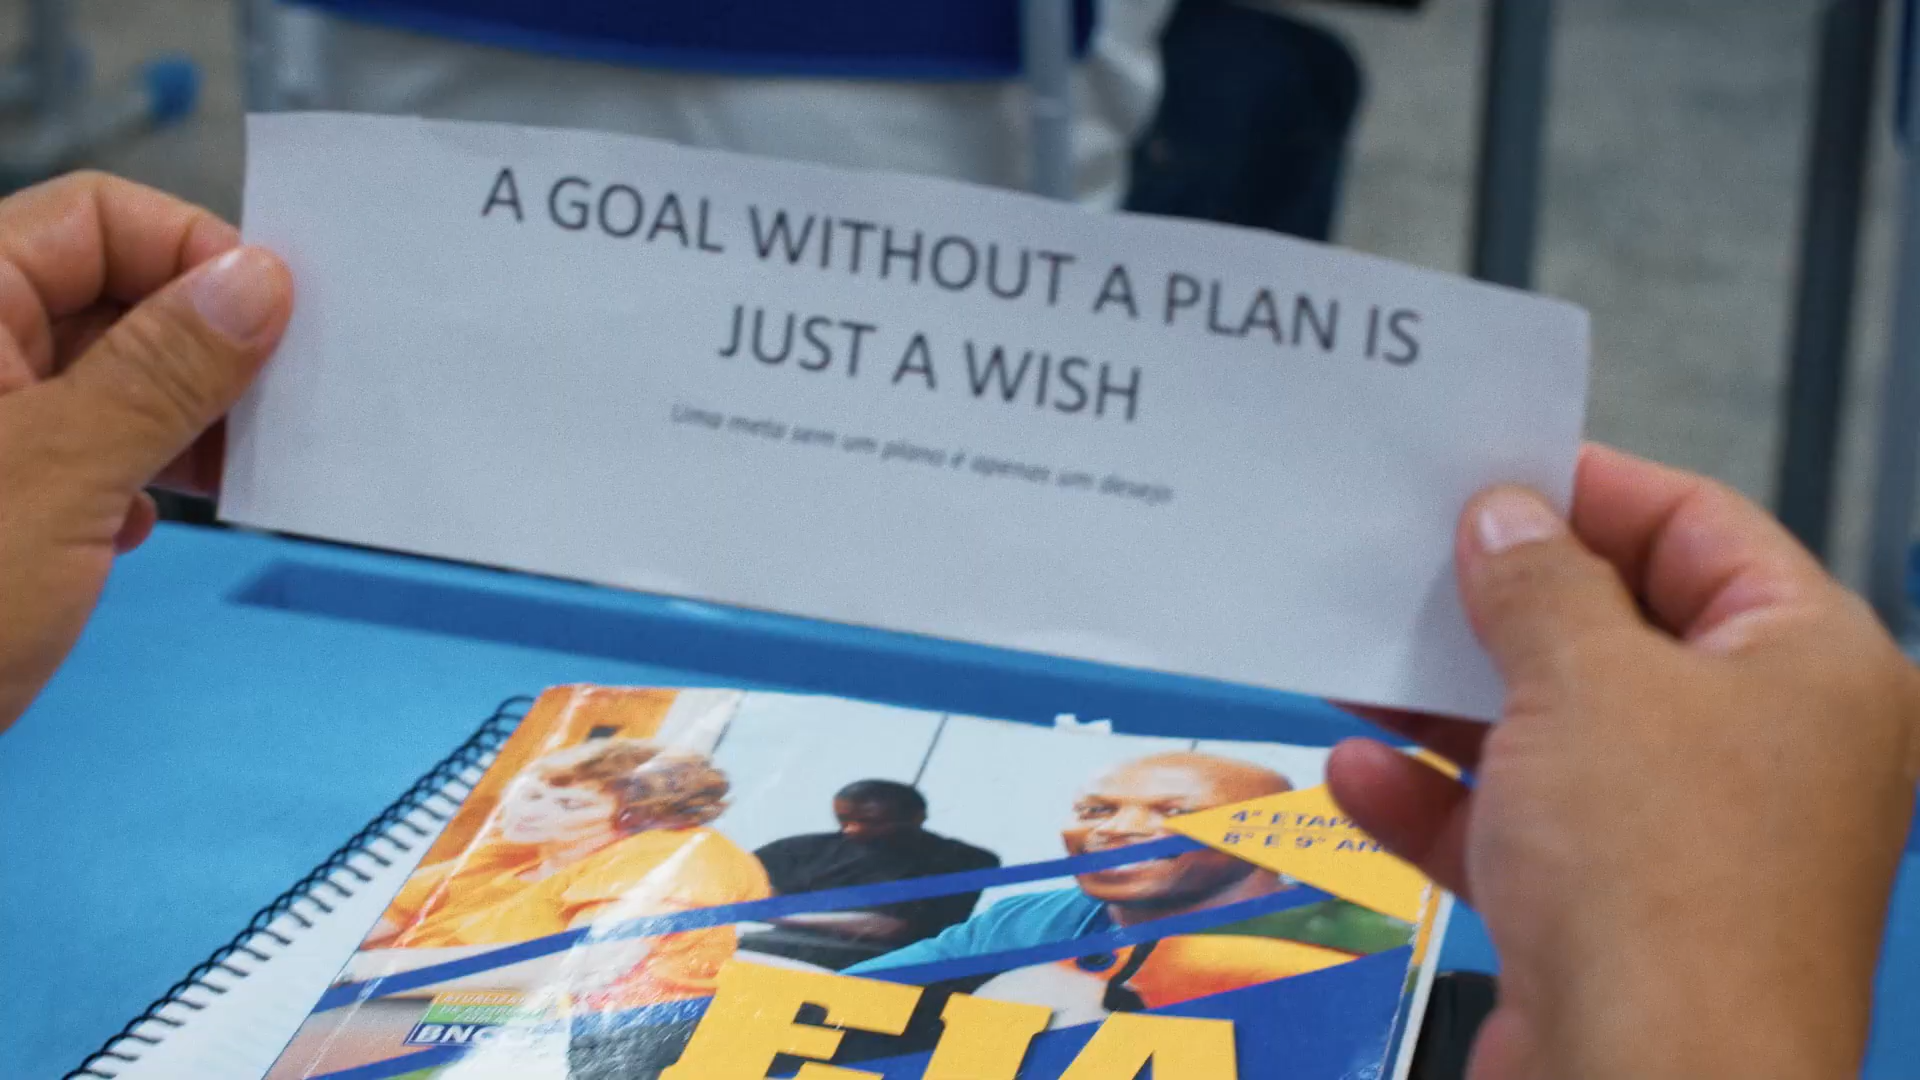 A GOAL WITHOUT A PLAN IS
JUST A WISH
Uma meta sem um plano é apenas um desejo
4ª ETAPA
8º E 9º AN
BNC
EJA